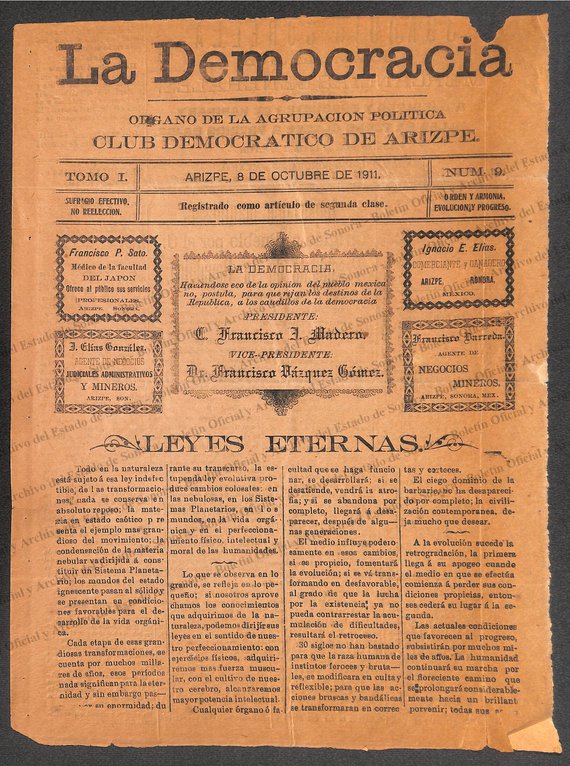 La Democracia
ORGANO DE LA AGRUPACION POLITICA
CLUB DEMOCRATICO DE ARIZPE.
TOMO I.
ARIZPE, 8 DE OCTUBRE DE 1911.
NUM. 9.
SUFRAGIO EFECTIVO.
NO REELECCION.
Registrado como artículo de segunda clase.
ORDEN Y ARMONIA.
EVOLUCION Y PROGRESO.
Francisco P. Sato.
Médico de la facultad
DEL JAPON
Ofrece al público sus servicios
PROFESIONALES.
ARIZPE, SONORA.
J. Elías González.
AGENTE DE NEGOCIOS
JUDICIALES ADMINISTRATIVOS
Y MINEROS.
ARIZPE, SON.
LA DEMOCRACIA,
Haciendose eco de la opinión del pueblo mexica
no, postula, para que rijan los destinos de la
República, a los caudillos de la democracia
PRESIDENTE:
C. Francisco I. Madero.
VICE-PRESIDENTE:
Dr. Francisco Vázquez Gómez.
Ignacio E. Elías.
COMERCIANTE y GANADERO
ARIZPE, SONORA,
MEXICO.
Francisco Barreda.
AGENTE DE
NEGOCIOS
MINEROS.
ARIZPE, SONORA, MEX.
LEYES ETERNAS.
Todo en la naturaleza
está sujeto á esa ley indefec
tible, de las transformacio-
nes, nada se conserva en
absoluto reposo; la mate-
ria en estado caótico p re
senta el ejemplo mas gran-
dioso del movimiento; la
condensación de la materia
nebular vá dirijida á cons-
tituir un Sistema Planeta-
rio; los mundos del estado
ignescente pasan al sólido y
se presentan en condicio-
nes favorables para el de-
sarrollo de la vida orgáni-
ca.
Cada etapa de esas gran-
diosas transformaciones, se
cuenta por muchos milla-
res de años, esos períodos
nada significan para la eter-
nidad y sin embargo pas—
su enormidad; du
rante su transcurso, la es-
tupenda ley evolutiva pro-
duce cambios colosales: en
las nebulosas, en los Siste-
mas Planetarios, en los
mundos, en la vida orgá-
nica y en el perfecciona-
miento físico, intelectual y
moral de las humanidades.
Lo que se observa en lo
grande, se refleja en lo pe-
queño; si nosotros aprove
chamos los conocimientos
que adquirimos de la na-
turaleza, podemos dirijir sus
leyes en el sentido de nues-
tro perfeccionamiento: con
ejercicios físicos, adquiri-
remos mas fuerza muscu-
lar, con el cultivo de nues-
tro cerebro, alcanzaremos
mayor potencia intelectual.
Cualquier órgano ó fa-
cultad que se haga funcio
nar, se desarrollará; si se
desatiende, vendrá is atro-
fia; y si se abandona por
completo, llegará á desa-
parecer, después de algu-
nas generaciones.
El medio influye podero-
samente en esos cambios,
si es propicio, fomentará
la evolución; si se vá trans-
formando en desfavorable,
al grado de que la lucha
por la existencia, ya no
pueda contrarrestar la acu-
mulación de dificultades,
resultará el retroceso.
30 siglos no han bastado
para que la raza humana de
instintos feroces y bruta—
les, se modificara en culta y
reflexible; para que las ac-
ciones bruscas y bandálicas
se transformaran en correc
tas y corteces.
El ciego dominio de la
barbarie, no ha desapareci-
do por completo; la civili-
zación contemporanea, de-
ja mucho que desear.
A la evolución sucede la
retrogradación, la primera
llega á su apogeo cuando
el medio en que se efectúa
comienza á perder sus con-
diciones propicias, enton-
ses cederá su lugar á la se-
gunda.
Las actuales condiciones
que favorecen al progreso,
subsistirán por muchos mi-
les de años. La humanidad
continuará su marcha por
el floreciente camino que
se prolongará considerable-
mente hacia un brillant
porvenir; todas sus